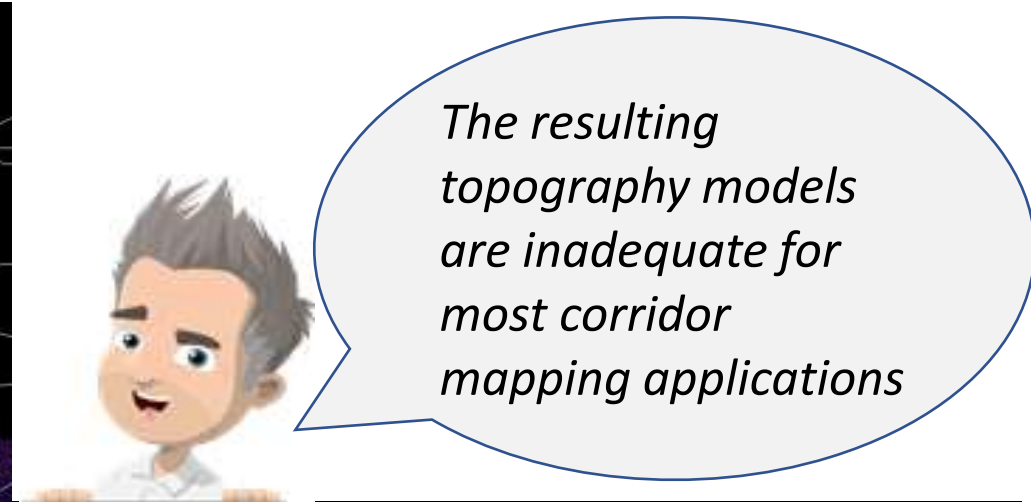 The resulting
topography models
are inadequate for
most corridor
mapping applications